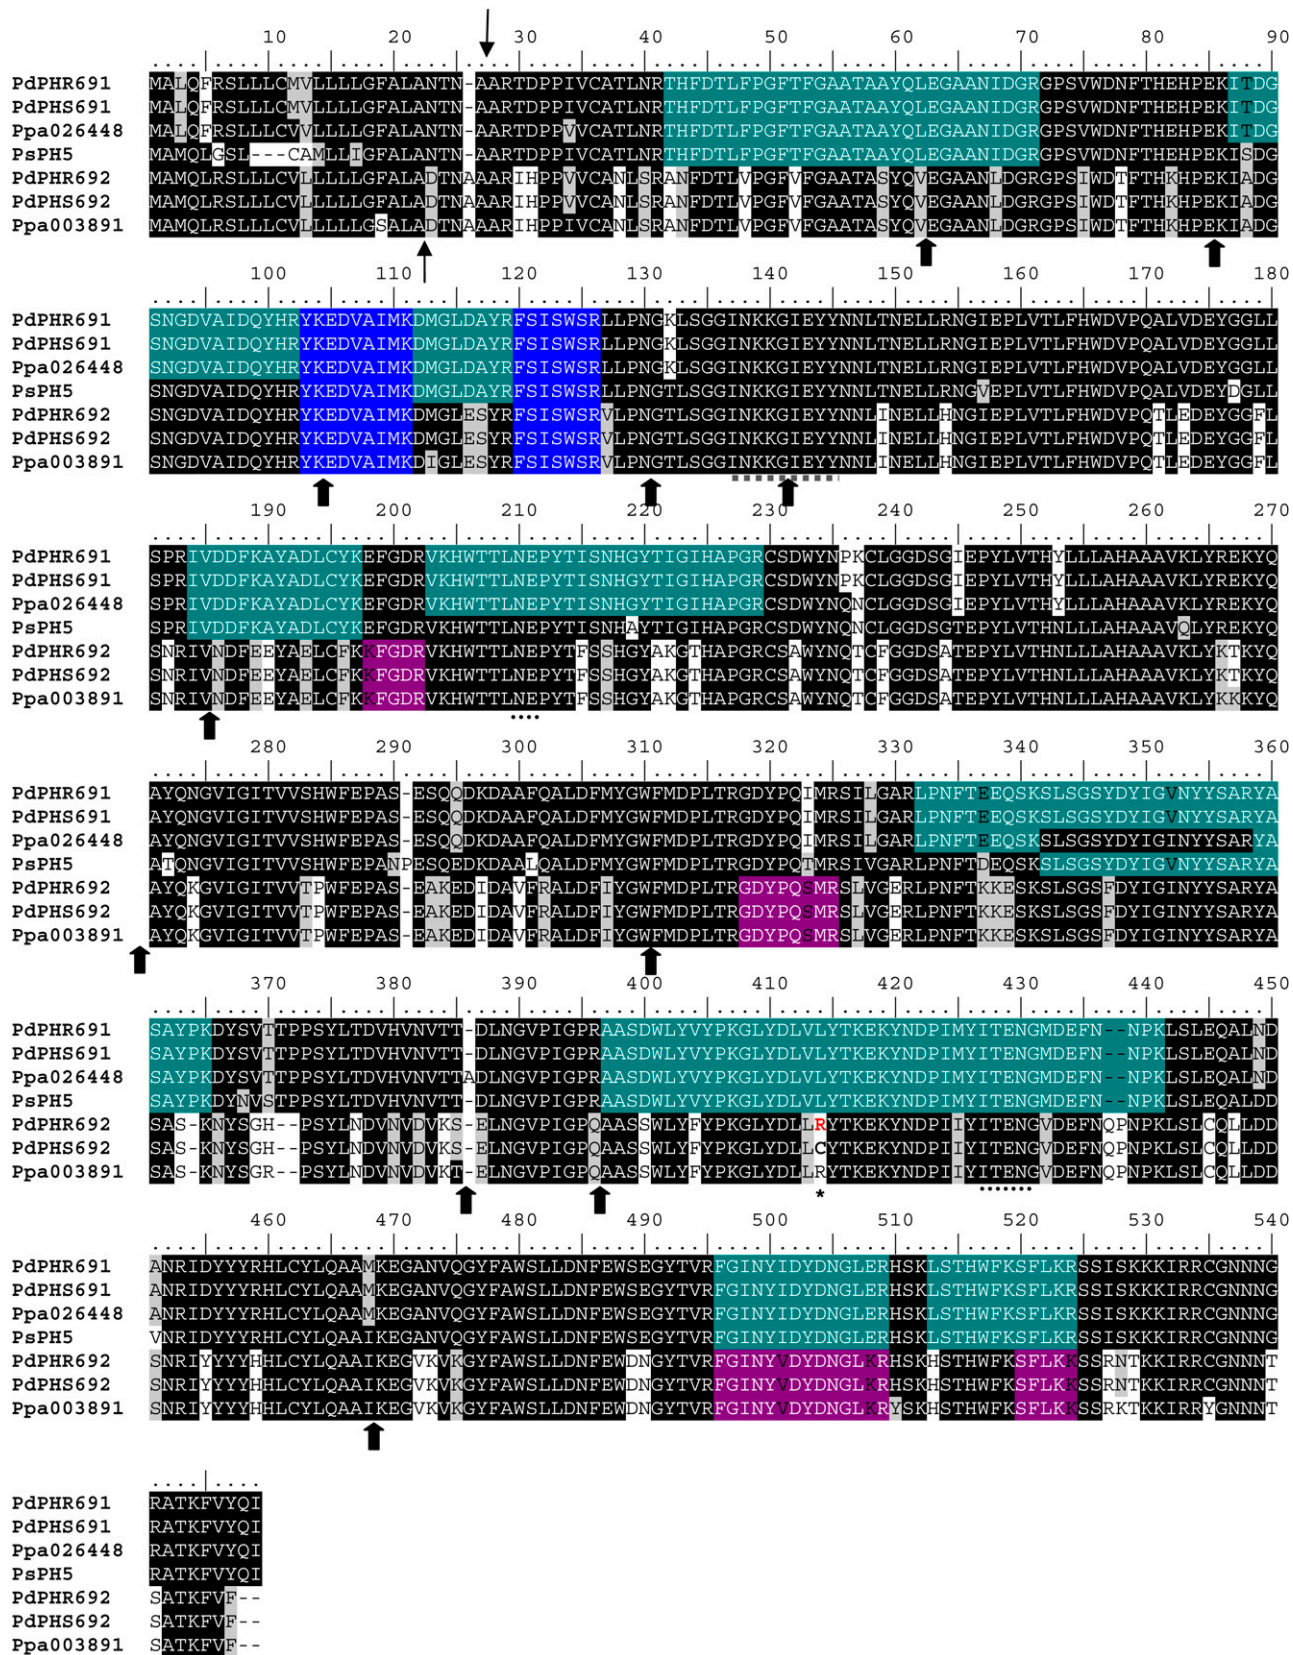 10 20 30 40 50 60 70 80 90
PdPHR691 MALQFRSLLLCMVLLLLGFALANTN-AARTDPPIVCATLNRTHFDTLFPGFTFGAATAAYQLEGAANIDGRGPSVWDNFTHEHPEKITDG
PdPHS691 MALQFRSLLLCMVLLLLGFALANTN-AARTDPPIVCATLNRTHFDTLFPGFTFGAATAAYQLEGAANIDGRGPSVWDNFTHEHPEKITDG
Ppa026448 MALQFRSLLLCVVLLLLGFALANTN-AARTDPPVVCATLNRTHFDTLFPGFTFGAATAAYQLEGAANIDGRGPSVWDNFTHEHPEKITDG
PsPH5 MAMQLGSL---CAMLLIGFALANTN-AARTDPPIVCATLNRTHFDTLFPGFTFGAATAAYQLEGAANIDGRGPSVWDNFTHEHPEKISDG
PdPHR692 MAMQLRSLLLCVLLLLLGFALADTNAAARIHPPVVCANLSRANFDTLVPGFVFGAATASYQVEGAANLDGRGPSIWDTFTHKHPEKIADG
PdPHS692 MAMQLRSLLLCVLLLLLGFALADTNAAARIHPPVVCANLSRANFDTLVPGFVFGAATASYQVEGAANLDGRGPSIWDTFTHKHPEKIADG
Ppa003891 MAMQLRSLLLCVLLLLLGSALADTNAAARIHPPIVCANLSRANFDTLVPGFVFGAATASYQVEGAANLDGRGPSIWDTFTHKHPEKIADG
100 110 120 130 140 150 160 170 180
PdPHR691 SNGDVAIDQYHRYKEDVAIMKDMGLDAYRFSISWSRLLPNGKLSGGINKKGIEYYNNLTNELLRNGIEPLVTLFHWDVPQALVDEYGGLL
PdPHS691 SNGDVAIDQYHRYKEDVAIMKDMGLDAYRFSISWSRLLPNGKLSGGINKKGIEYYNNLTNELLRNGIEPLVTLFHWDVPQALVDEYGGLL
Ppa026448 SNGDVAIDQYHRYKEDVAIMKDMGLDAYRFSISWSRLLPNGKLSGGINKKGIEYYNNLTNELLRNGIEPLVTLFHWDVPQALVDEYGGLL
PsPH5 SNGDVAIDQYHRYKEDVAIMKDMGLDAYRFSISWSRLLPNGTLSGGINKKGIEYYNNLTNELLRNGVEPLVTLFHWDVPQALVDEYDGLL
PdPHR692 SNGDVAIDQYHRYKEDVAIMKDMGLESYRFSISWSRVLPNGTLSGGINKKGIEYYNNLINELLHNGIEPLVTLFHWDVPQTLEDEYGGFL
PdPHS692 SNGDVAIDQYHRYKEDVAIMKDMGLESYRFSISWSRVLPNGTLSGGINKKGIEYYNNLINELLHNGIEPLVTLFHWDVPQTLEDEYGGFL
Ppa003891 SNGDVAIDQYHRYKEDVAIMKDIGLESYRFSISWSRVLPNGTLSGGINKKGIEYYNNLINELLHNGIEPLVTLFHWDVPQTLEDEYGGFL
190 200 210 220 230 240 250 260 270
PdPHR691 SPRIVDDFKAYADLCYKEFGDRVKHWTTLNEPYTISNHGYTIGIHAPGRCSDWYNPKCLGGDSGIEPYLVTHYLLLAHAAAVKLYREKYQ
PdPHS691 SPRIVDDFKAYADLCYKEFGDRVKHWTTLNEPYTISNHGYTIGIHAPGRCSDWYNPKCLGGDSGIEPYLVTHYLLLAHAAAVKLYREKYQ
Ppa026448 SPRIVDDFKAYADLCYKEFGDRVKHWTTLNEPYTISNHGYTIGIHAPGRCSDWYNQNCLGGDSGIEPYLVTHYLLLAHAAAVKLYREKYQ
PsPH5 SPRIVDDFKAYADLCYKEFGDRVKHWTTLNEPYTISNHAYTIGIHAPGRCSDWYNQNCLGGDSGTEPYLVTHNLLLAHAAAVQLYREKYQ
PdPHR692 SNRIVNDFEEYAELCFKKFGDRVKHWTTLNEPYTFSSHGYAKGTHAPGRCSAWYNQTCFGGDSATEPYLVTHNLLLAHAAAVKLYKTKYQ
PdPHS692 SNRIVNDFEEYAELCFKKFGDRVKHWTTLNEPYTFSSHGYAKGTHAPGRCSAWYNQTCFGGDSATEPYLVTHNLLLAHAAAVKLYKTKYQ
Ppa003891 SNRIVNDFEEYAELCFKKFGDRVKHWTTLNEPYTFSSHGYAKGTHAPGRCSAWYNQTCFGGDSATEPYLVTHNLLLAHAAAVKLYKKKYQ
280 290 300 310 320 330 340 350 360
PdPHR691 AYQNGVIGITVVSHWFEPAS-ESQQDKDAAFQALDFMYGWFMDPLTRGDYPQIMRSILGARLPNFTEEQSKSLSGSYDYIGVNYYSARYA
PdPHS691 AYQNGVIGITVVSHWFEPAS-ESQQDKDAAFQALDFMYGWFMDPLTRGDYPQIMRSILGARLPNFTEEQSKSLSGSYDYIGVNYYSARYA
Ppa026448 AYQNGVIGITVVSHWFEPAS-ESQQDKDAAFQALDFMYGWFMDPLTRGDYPQIMRSILGARLPNFTEEQSKSLSGSYDYIGINYYSARYA
PsPH5 ATQNGVIGITVVSHWFEPANPESQEDKDAALQALDFMYGWFMDPLTRGDYPQTMRSIVGARLPNFTDEQSKSLSGSYDYIGVNYYSARYA
PdPHR692 AYQKGVIGITVVTPWFEPAS-EAKEDIDAVFRALDFIYGWFMDPLTRGDYPQSMRSLVGERLPNFTKKESKSLSGSFDYIGINYYSARYA
PdPHS692 AYQKGVIGITVVTPWFEPAS-EAKEDIDAVFRALDFIYGWFMDPLTRGDYPQSMRSLVGERLPNFTKKESKSLSGSFDYIGINYYSARYA
Ppa003891 AYQKGVIGITVVTPWFEPAS-EAKEDIDAVFRALDFIYGWFMDPLTRGDYPQSMRSLVGERLPNFTKKESKSLSGSFDYIGINYYSARYA
370 380 390 400 410 420 430 440 450
PdPHR691 SAYPKDYSVTTPPSYLTDVHVNVTT-DLNGVPIGPRAASDWLYVYPKGLYDLVLYTKEKYNDPIMYITENGMDEFN--NPKLSLEQALND
PdPHS691 SAYPKDYSVTTPPSYLTDVHVNVTT-DLNGVPIGPRAASDWLYVYPKGLYDLVLYTKEKYNDPIMYITENGMDEFN--NPKLSLEQALND
Ppa026448 SAYPKDYSVTTPPSYLTDVHVNVTTADLNGVPIGPRAASDWLYVYPKGLYDLVLYTKEKYNDPIMYITENGMDEFN--NPKLSLEQALND
PsPH5 SAYPKDYNVSTPPSYLTDVHVNVTT-DLNGVPIGPRAASDWLYVYPKGLYDLVLYTKEKYNDPIMYITENGMDEFN--NPKLSLEQALDD
PdPHR692 SAS-KNYSGH--PSYLNDVNVDVKS-ELNGVPIGPQAASSWLYFYPKGLYDLLRYTKEKYNDPIIYITENGVDEFNQPNPKLSLCQLLDD
PdPHS692 SAS-KNYSGH--PSYLNDVNVDVKS-ELNGVPIGPQAASSWLYFYPKGLYDLLCYTKEKYNDPIIYITENGVDEFNQPNPKLSLCQLLDD
Ppa003891 SAS-KNYSGR--PSYLNDVNVDVKT-ELNGVPIGPQAASSWLYFYPKGLYDLLRYTKEKYNDPIIYITENGVDEFNQPNPKLSLCQLLDD
*
460 470 480 490 500 510 520 530 540
PdPHR691 ANRIDYYYRHLCYLQAAMKEGANVQGYFAWSLLDNFEWSEGYTVRFGINYIDYDNGLERHSKLSTHWFKSFLKRSSISKKKIRRCGNNNG
PdPHS691 ANRIDYYYRHLCYLQAAMKEGANVQGYFAWSLLDNFEWSEGYTVRFGINYIDYDNGLERHSKLSTHWFKSFLKRSSISKKKIRRCGNNNG
Ppa026448 ANRIDYYYRHLCYLQAAMKEGANVQGYFAWSLLDNFEWSEGYTVRFGINYIDYDNGLERHSKLSTHWFKSFLKRSSISKKKIRRCGNNNG
PsPH5 VNRIDYYYRHLCYLQAAIKEGANVQGYFAWSLLDNFEWSEGYTVRFGINYIDYDNGLERHSKLSTHWFKSFLKRSSISKKKIRRCGNNNG
PdPHR692 SNRIYYYYHHLCYLQAAIKEGVKVKGYFAWSLLDNFEWDNGYTVRFGINYVDYDNGLKRHSKHSTHWFKSFLKKSSRNTKKIRRCGNNNT
PdPHS692 SNRIYYYYHHLCYLQAAIKEGVKVKGYFAWSLLDNFEWDNGYTVRFGINYVDYDNGLKRHSKHSTHWFKSFLKKSSRNTKKIRRCGNNNT
Ppa003891 SNRIYYYYHHLCYLQAAIKEGVKVKGYFAWSLLDNFEWDNGYTVRFGINYVDYDNGLKRYSKHSTHWFKSFLKKSSRKTKKIRRYGNNNT
PdPHR691 RATKFVYQI
PdPHS691 RATKFVYQI
Ppa026448 RATKFVYQI
PsPH5 RATKFVYQI
PdPHR692 SATKFVF--
PdPHS692 SATKFVF--
Ppa003891 SATKFVF--